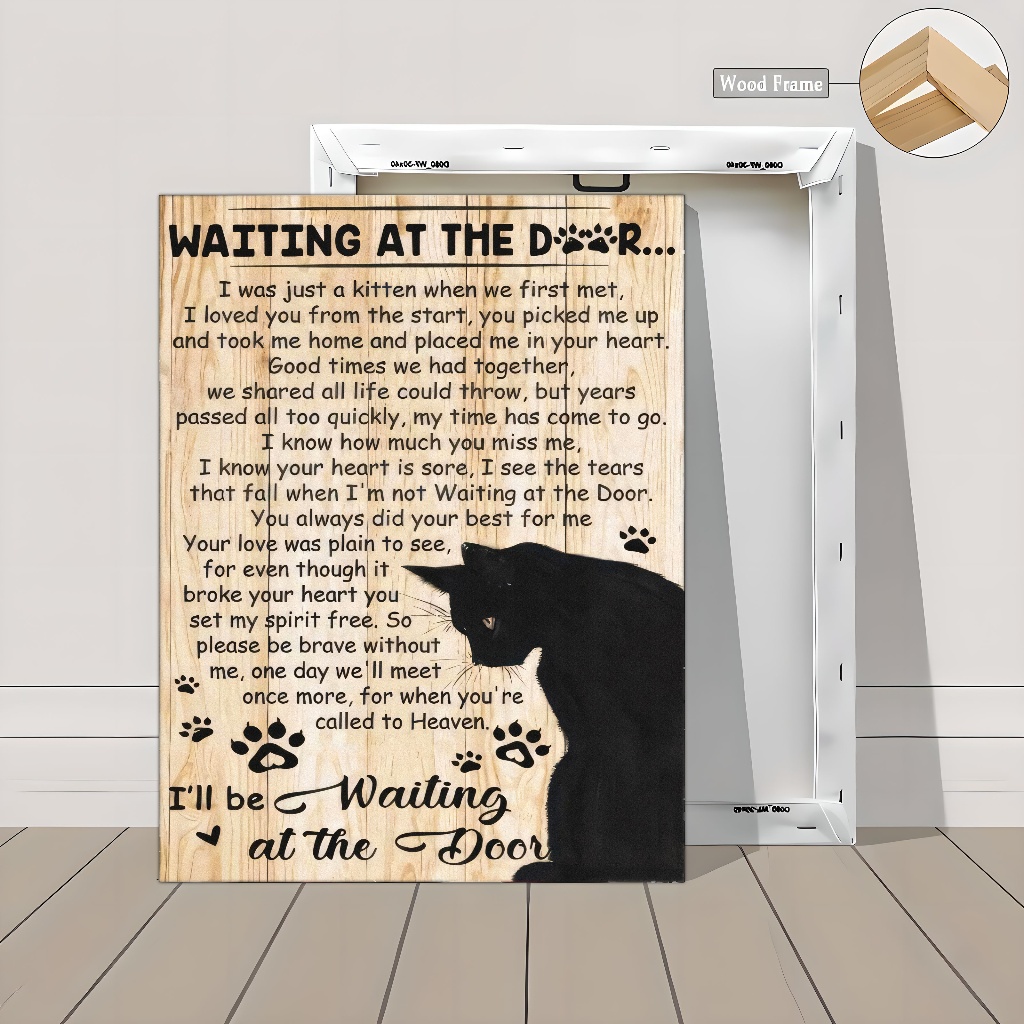 Wood Frame
WAITING AT THE DOOR...
I was just a kitten when we first met,
I loved you from the start, you picked me up
and took me home and placed me in your heart.
Good times we had together,
we shared all life could throw, but years
passed all too quickly, my time has come to go.
I know how much you miss me,
I know your heart is sore, I see the tears
that fall when I'm not Waiting at the Door.
You always did your best for me
Your love was plain to see,
for even though it
broke your heart you
set my spirit free. So
please be brave without
me, one day we'll meet
once more, for when you're
called to Heaven.
I'll be Waiting
at the Door